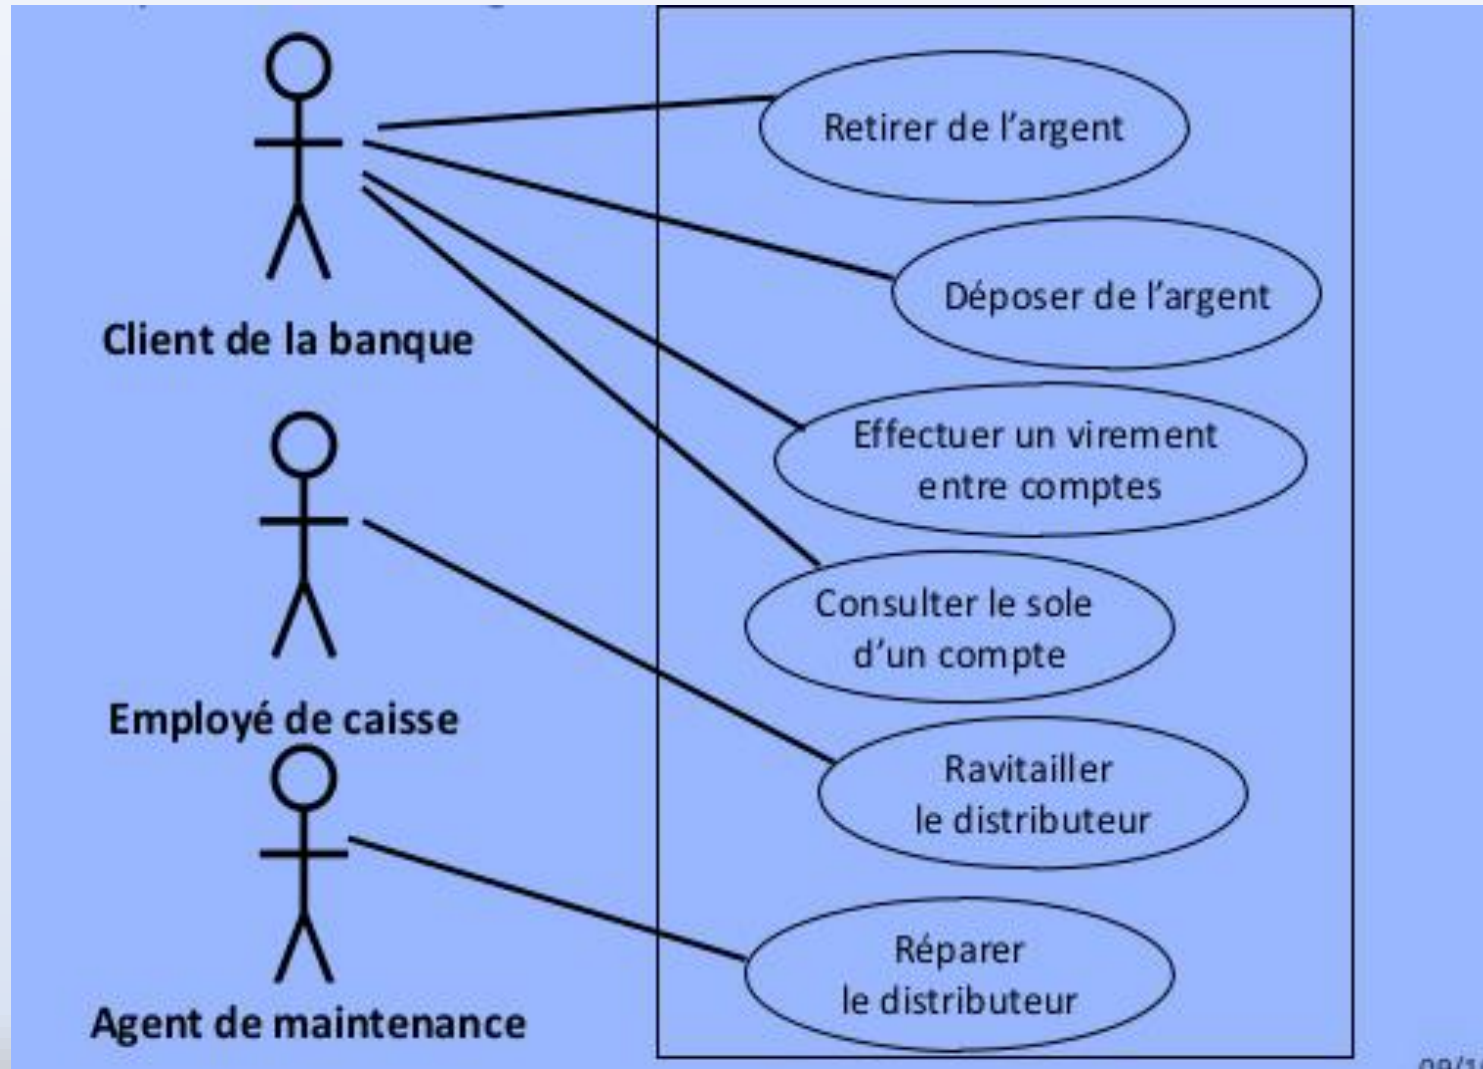 Retirer de l'argent
Déposer de l'argent
Client de la banque
Effectuer un virement
entre comptes
Consulter le sole
d'un compte
Employé de caisse
Ravitailler
le distributeur
Réparer
le distributeur
Agent de maintenance